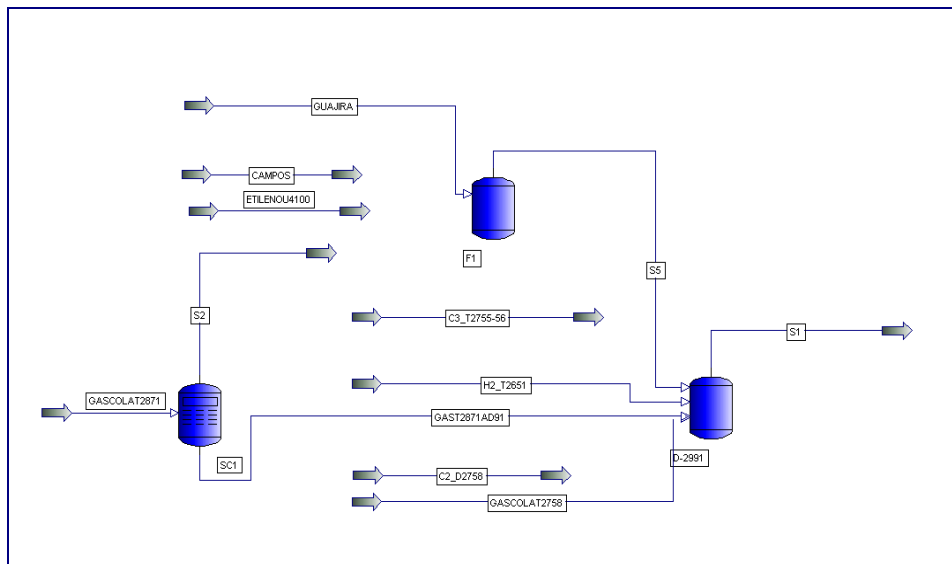 GUAJIRA
CAMPOS
ETILENOU4100
F1
S5
S2
C3_T2755-56
S1
H2_T2651
GASCOLAT2871
GAST2871AD91
D-2991
SC1
C2_D2758
GASCOLAT2758